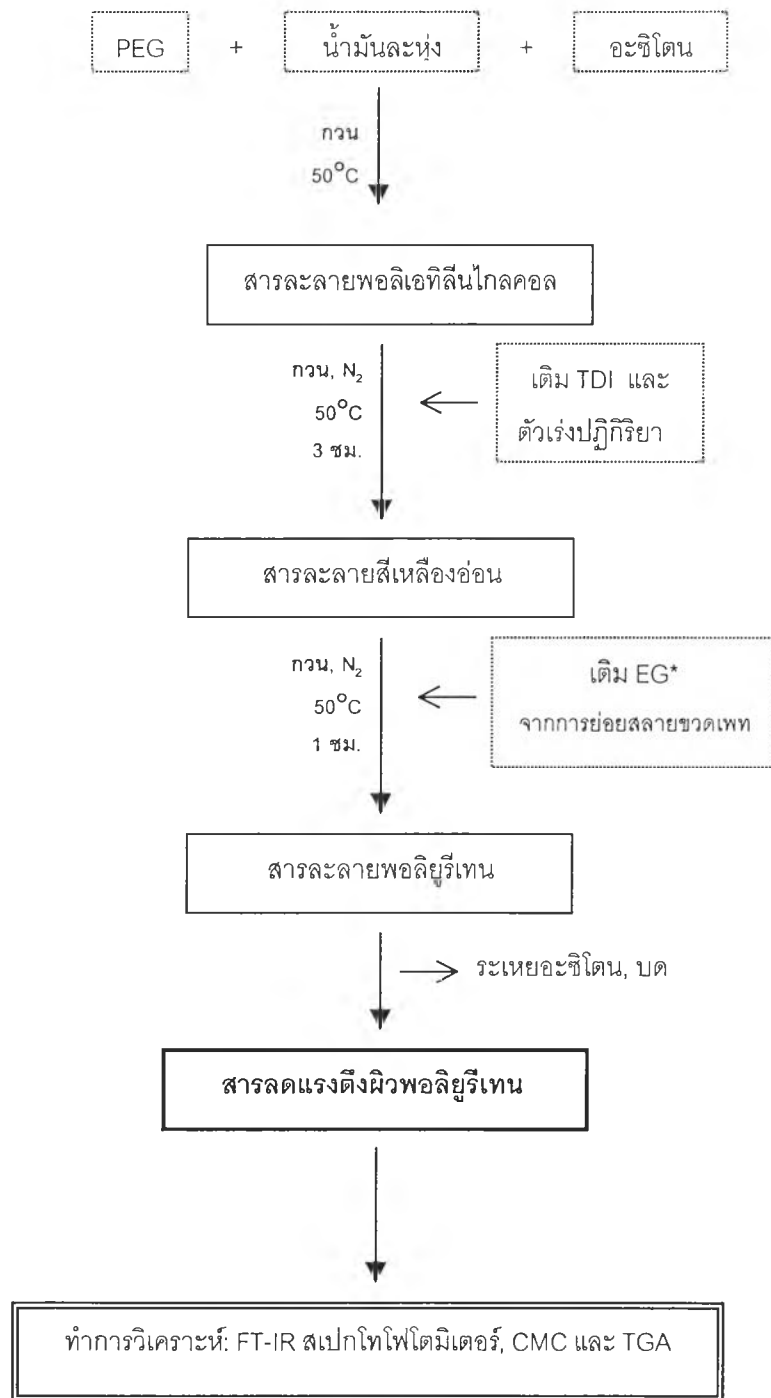 PEG + น้ำมันละหุ่ง + อะซิโตน
กวน
50°C
สารละลายพอลิเอทิลีนไกลคอล
กวน, N₂
50°C
3 ชม.
เติม TDI และ
ตัวเร่งปฏิกิริยา
สารละลายสีเหลืองอ่อน
กวน, N₂
50°C
1 ชม.
เติม EG*
จากการย่อยสลายขวดเพท
สารละลายพอลิยูรีเทน
ระเหยอะซิโตน, บด
สารลดแรงตึงผิวพอลิยูรีเทน
ทำการวิเคราะห์: FT-IR สเปกโทโฟโตมิเตอร์, CMC และ TGA